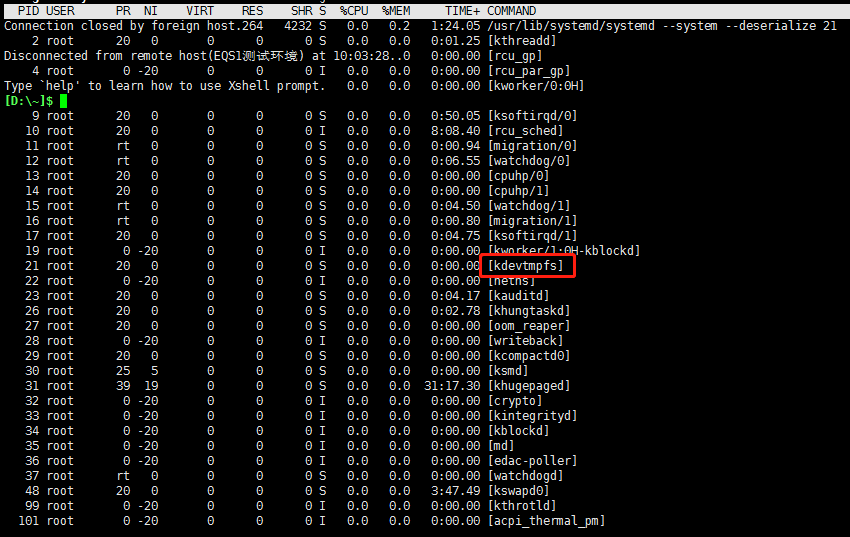 PID USER PR NI VIRT RES SHR S %CPU %MEM TIME+ COMMAND
Connection closed by foreign host.264 4232 S 0.0 0.2 1:24.05 /usr/lib/systemd/systemd --system --deserialize 21
2 root 20 0 0 0 0 S 0.0 0.0 0:01.25 [kthreadd]
Disconnected from remote host(EQS1测试环境) at 10:03:28..0 0:00.00 [rcu_gp]
4 root 0 -20 0 0 0 I 0.0 0.0 0:00.00 [rcu_par_gp]
Type `help' to learn how to use Xshell prompt. 0:00.00 [kworker/0:0H]
[D:\~]$
9 root 20 0 0 0 0 S 0.0 0.0 0:50.05 [ksoftirqd/0]
10 root 20 0 0 0 0 I 0.0 0.0 8:08.40 [rcu_sched]
11 root rt 0 0 0 0 S 0.0 0.0 0:00.94 [migration/0]
12 root rt 0 0 0 0 S 0.0 0.0 0:06.55 [watchdog/0]
13 root 20 0 0 0 0 S 0.0 0.0 0:00.00 [cpuhp/0]
14 root 20 0 0 0 0 S 0.0 0.0 0:00.00 [cpuhp/1]
15 root rt 0 0 0 0 S 0.0 0.0 0:04.50 [watchdog/1]
16 root rt 0 0 0 0 S 0.0 0.0 0:00.80 [migration/1]
17 root 20 0 0 0 0 S 0.0 0.0 0:04.75 [ksoftirqd/1]
19 root 0 -20 0 0 0 I 0.0 0.0 0:00.00 [kworker/1:0H-kblockd]
21 root 20 0 0 0 0 S 0.0 0.0 0:00.00 [kdevtmpfs]
22 root 0 -20 0 0 0 I 0.0 0.0 0:00.00 [netns]
23 root 20 0 0 0 0 S 0.0 0.0 0:04.17 [kauditd]
26 root 20 0 0 0 0 S 0.0 0.0 0:02.78 [khungtaskd]
27 root 20 0 0 0 0 S 0.0 0.0 0:00.00 [oom_reaper]
28 root 0 -20 0 0 0 I 0.0 0.0 0:00.00 [writeback]
29 root 20 0 0 0 0 S 0.0 0.0 0:00.00 [kcompactd0]
30 root 25 5 0 0 0 S 0.0 0.0 0:00.00 [ksmd]
31 root 39 19 0 0 0 S 0.0 0.0 31:17.30 [khugepaged]
32 root 0 -20 0 0 0 I 0.0 0.0 0:00.00 [crypto]
33 root 0 -20 0 0 0 I 0.0 0.0 0:00.00 [kintegrityd]
34 root 0 -20 0 0 0 I 0.0 0.0 0:00.00 [kblockd]
35 root 0 -20 0 0 0 I 0.0 0.0 0:00.00 [md]
36 root 0 -20 0 0 0 I 0.0 0.0 0:00.00 [edac-poller]
37 root rt 0 0 0 0 S 0.0 0.0 0:00.00 [watchdogd]
48 root 20 0 0 0 0 S 0.0 0.0 3:47.49 [kswapd0]
99 root 0 -20 0 0 0 I 0.0 0.0 0:00.00 [kthrotld]
101 root 0 -20 0 0 0 I 0.0 0.0 0:00.00 [acpi_thermal_pm]